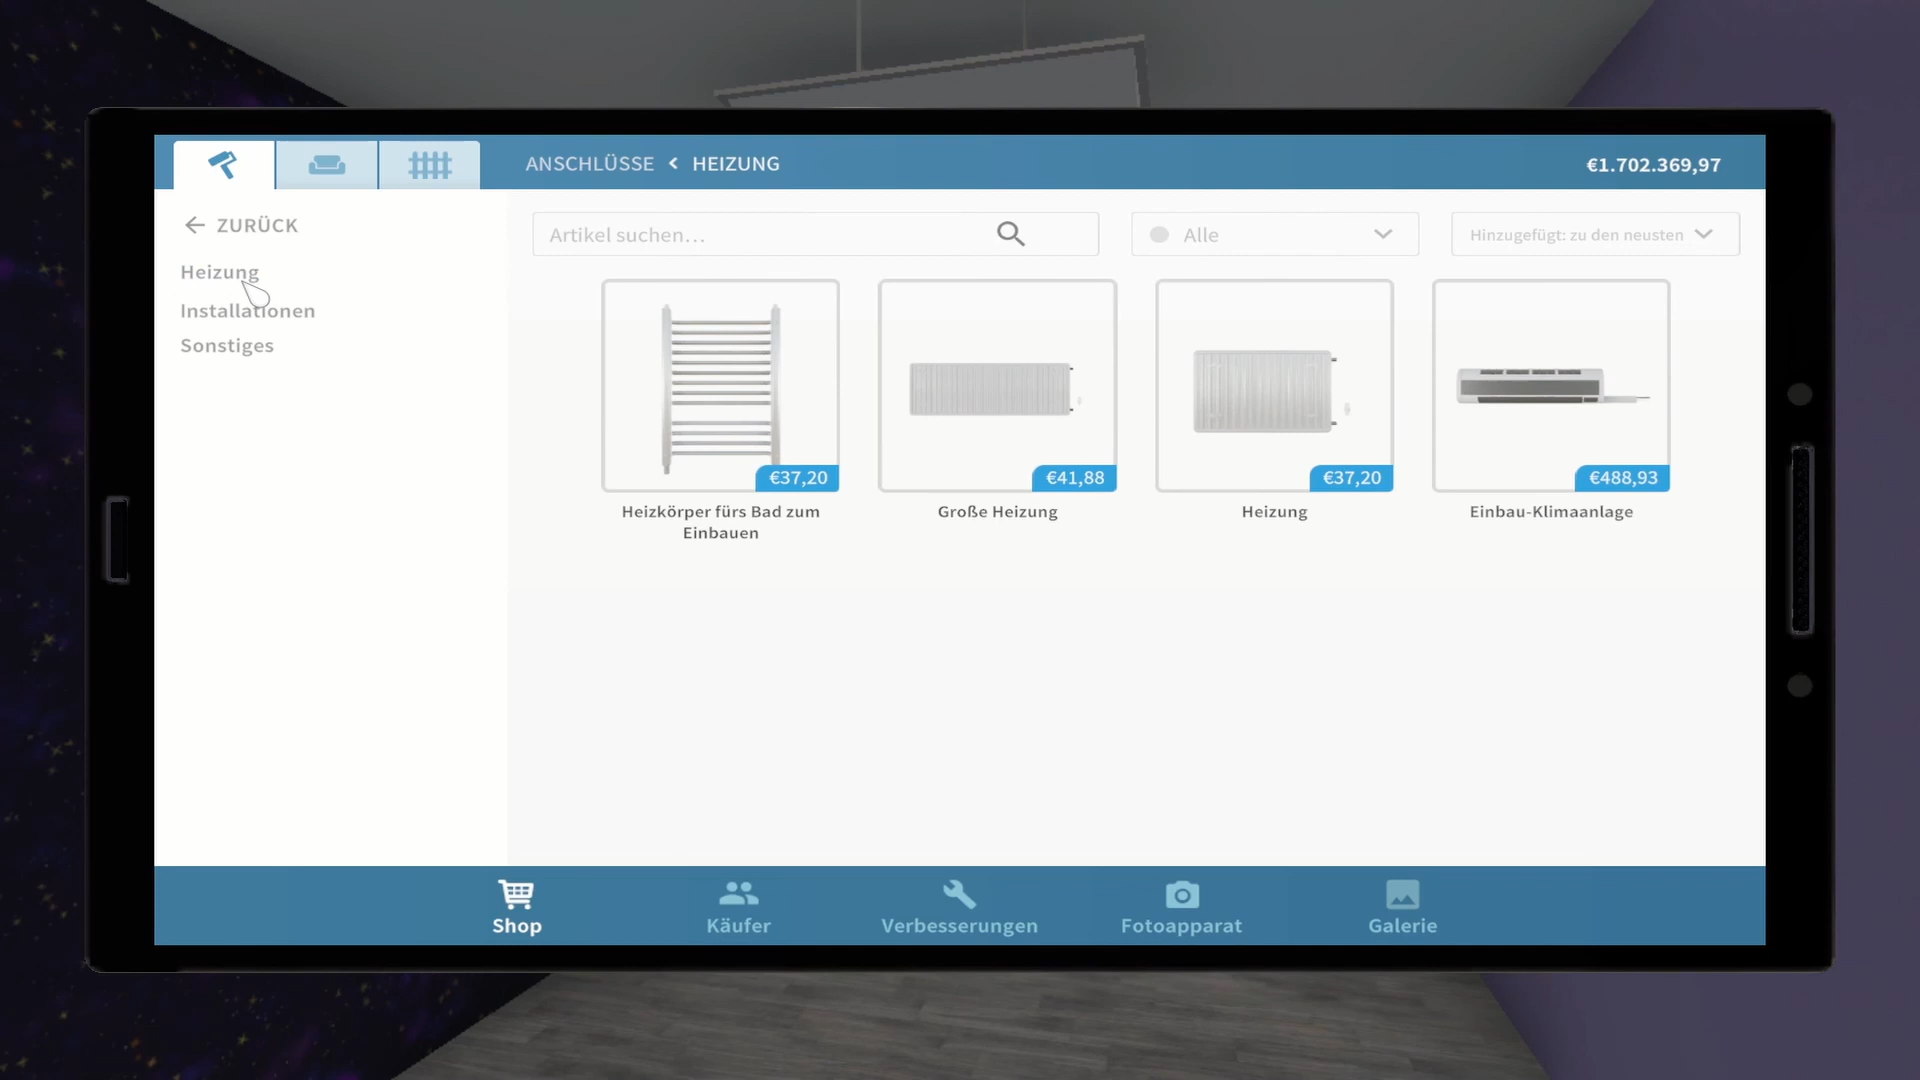 ANSCHLÜSSE < HEIZUNG
€1.702.369,97
ZURÜCK
Heizung
Installationen
Sonstiges
Artikel suchen...
Alle
Hinzugefügt: zu den neusten
€37,20
Heizkörper fürs Bad zum
Einbauen
€41,88
Große Heizung
€37,20
Heizung
€488,93
Einbau-Klimaanlage
Shop
Käufer
Verbesserungen
Fotoapparat
Galerie